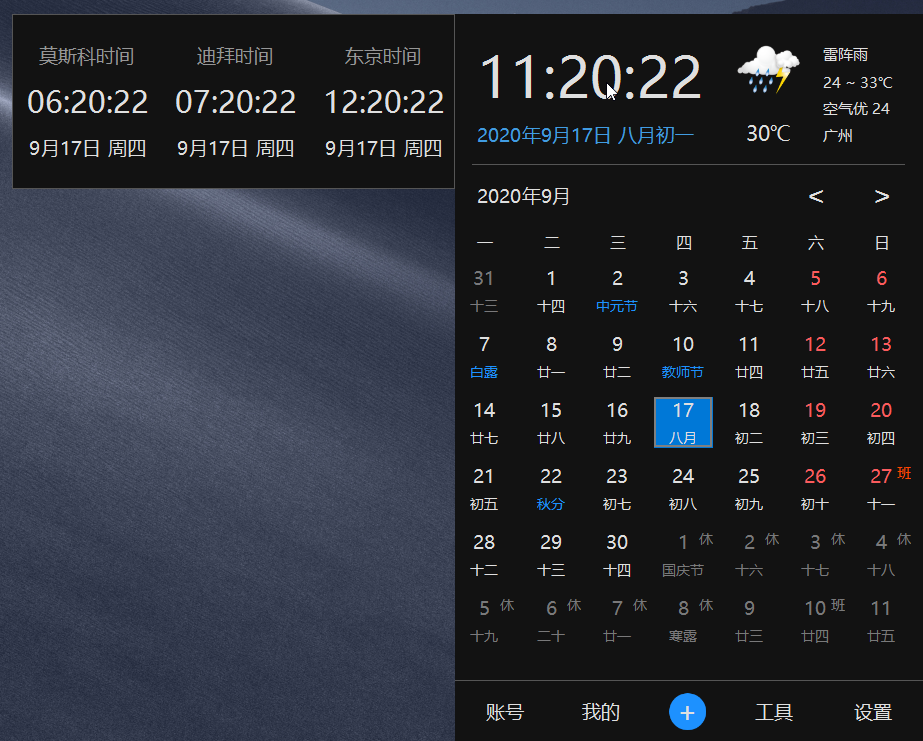 莫斯科时间 迪拜时间 东京时间
06:20:22 07:20:22 12:20:22
9月17日 周四 9月17日 周四 9月17日 周四
11:20:22
2020年9月17日 八月初一
30℃
雷阵雨
24 ~ 33℃
空气优 24
广州
2020年9月 < >
一 二 三 四 五 六 日
31 1 2 3 4 5 6
十三 十四 中元节 十六 十七 十八 十九
7 8 9 10 11 12 13
白露 廿一 廿二 教师节 廿四 廿五 廿六
14 15 16 17 18 19 20
廿七 廿八 廿九 八月 初二 初三 初四
21 22 23 24 25 26 27 班
初五 秋分 初七 初八 初九 初十 十一
28 29 30 1 休 2 休 3 休 4 休
十二 十三 十四 国庆节 十六 十七 十八
5 休 6 休 7 休 8 休 9 10 班 11
十九 二十 廿一 寒露 廿三 廿四 廿五
账号 我的 + 工具 设置